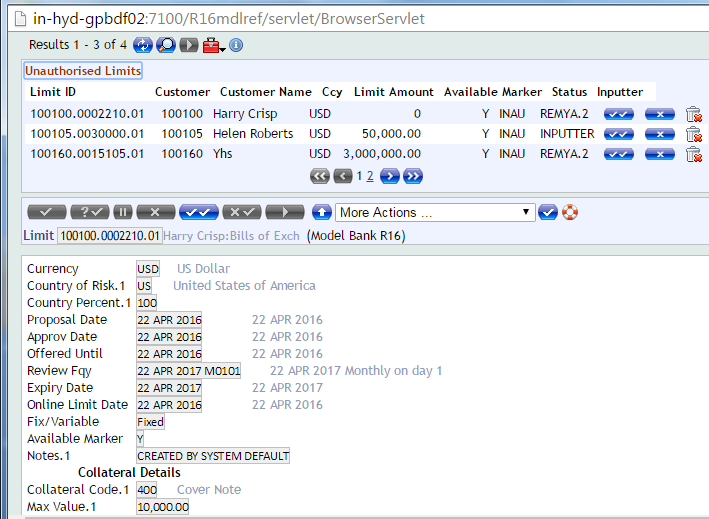 in-hyd-gpbdf02:7100/R16mdlref/servlet/BrowserServlet
Results 1 - 3 of 4
Unauthorised Limits
Limit ID Customer Customer Name Ccy Limit Amount Available Marker Status Inputter
100100.0002210.01 100100 Harry Crisp USD 0 Y INAU REMYA.2
100105.0030000.01 100105 Helen Roberts USD 50,000.00 Y INAU INPUTTER
100160.0015105.01 100160 Yhs USD 3,000,000.00 Y INAU REMYA.2
1 2
More Actions ...
Limit 100100.0002210.01 Harry Crisp:Bills of Exch (Model Bank R16)
Currency USD US Dollar
Country of Risk.1 US United States of America
Country Percent.1 100
Proposal Date 22 APR 2016 22 APR 2016
Approv Date 22 APR 2016 22 APR 2016
Offered Until 22 APR 2016 22 APR 2016
Review Fqy 22 APR 2017 M0101 22 APR 2017 Monthly on day 1
Expiry Date 22 APR 2017 22 APR 2017
Online Limit Date 22 APR 2016 22 APR 2016
Fix/Variable Fixed
Available Marker Y
Notes.1 CREATED BY SYSTEM DEFAULT
Collateral Details
Collateral Code.1 400 Cover Note
Max Value.1 10,000.00